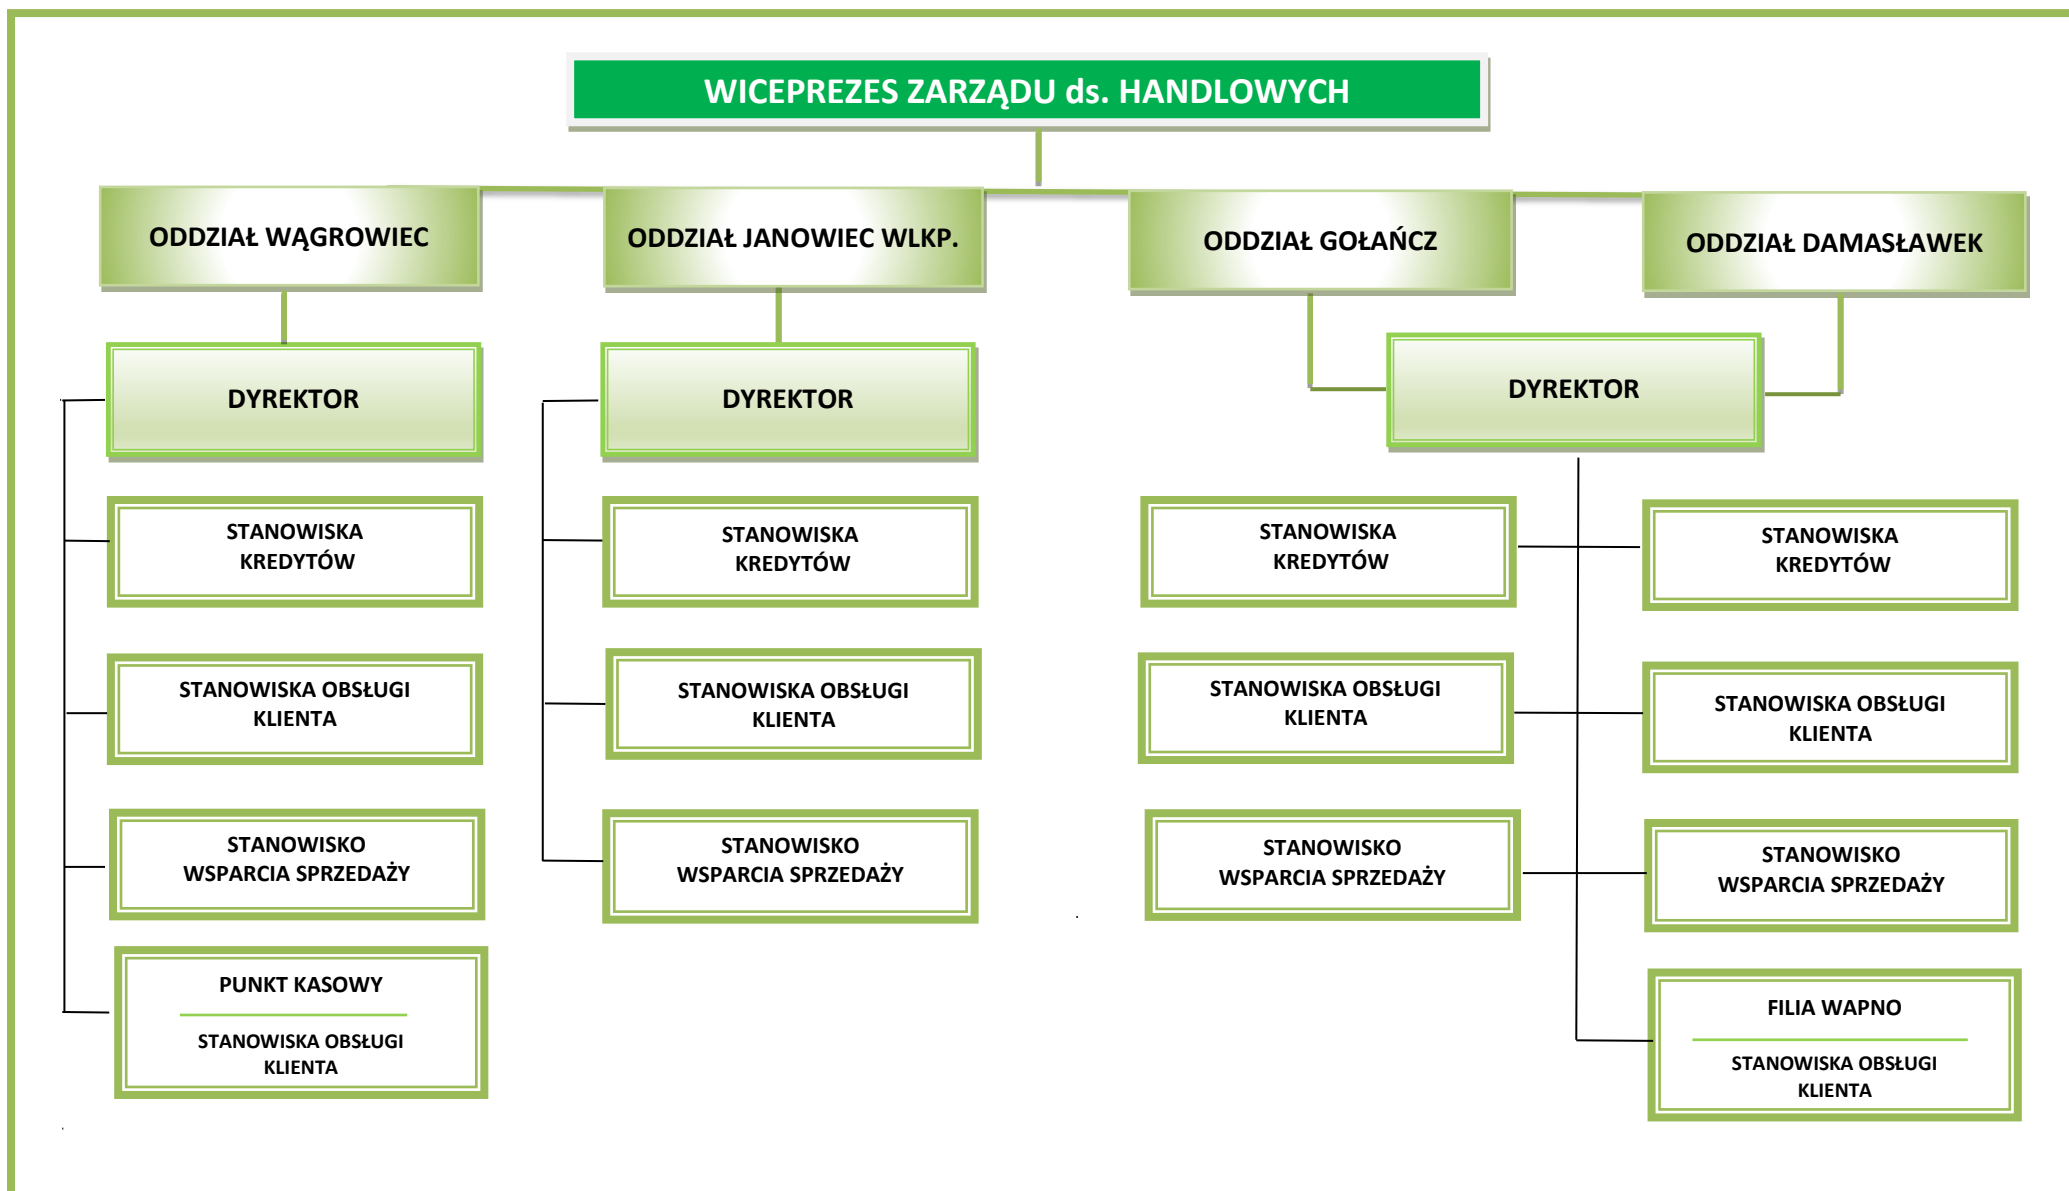 WICEPREZES ZARZĄDU ds. HANDLOWYCH
ODDZIAŁ WĄGROWIEC
ODDZIAŁ JANOWIEC WLKP.
ODDZIAŁ GOŁAŃCZ
ODDZIAŁ DAMASŁAWEK
DYREKTOR
DYREKTOR
DYREKTOR
STANOWISKA
KREDYTÓW
STANOWISKA
KREDYTÓW
STANOWISKA
KREDYTÓW
STANOWISKA
KREDYTÓW
STANOWISKA OBSŁUGI
KLIENTA
STANOWISKA OBSŁUGI
KLIENTA
STANOWISKA OBSŁUGI
KLIENTA
STANOWISKA OBSŁUGI
KLIENTA
STANOWISKO
WSPARCIA SPRZEDAŻY
STANOWISKO
WSPARCIA SPRZEDAŻY
STANOWISKO
WSPARCIA SPRZEDAŻY
STANOWISKO
WSPARCIA SPRZEDAŻY
PUNKT KASOWY
STANOWISKA OBSŁUGI
KLIENTA
FILIA WAPNO
STANOWISKA OBSŁUGI
KLIENTA